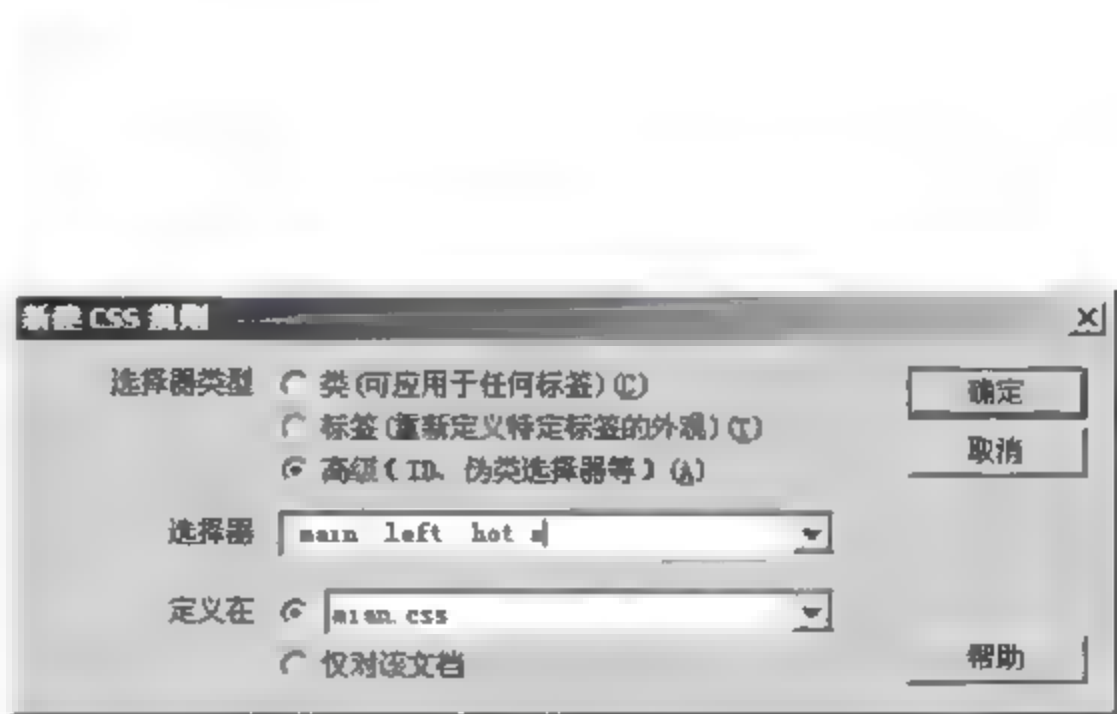 新建 CSS 规则
选择器类型 类(可应用于任何标签)(C)
标签(重新定义特定标签的外观)(T)
高级(ID、伪类选择器等)(A)
确定
取消
选择器 main left hot
定义在 mian.css
仅对该文档
帮助